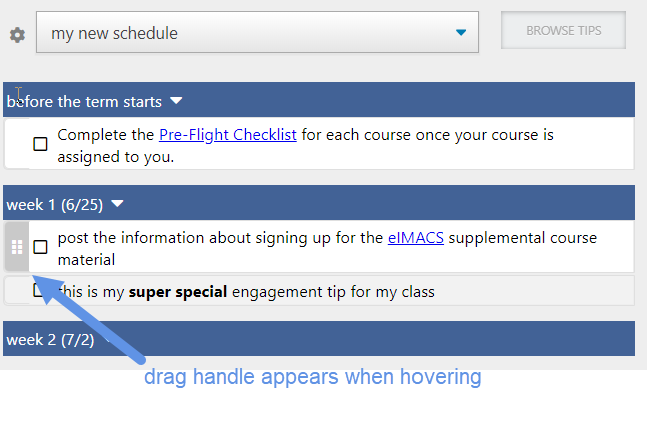 my new schedule
BROWSE TIPS
before the term starts
Complete the Pre-Flight Checklist for each course once your course is
assigned to you.
week 1 (6/25)
post the information about signing up for the eIMACS supplemental course
material
this is my super special engagement tip for my class
week 2 (7/2)
drag handle appears when hovering